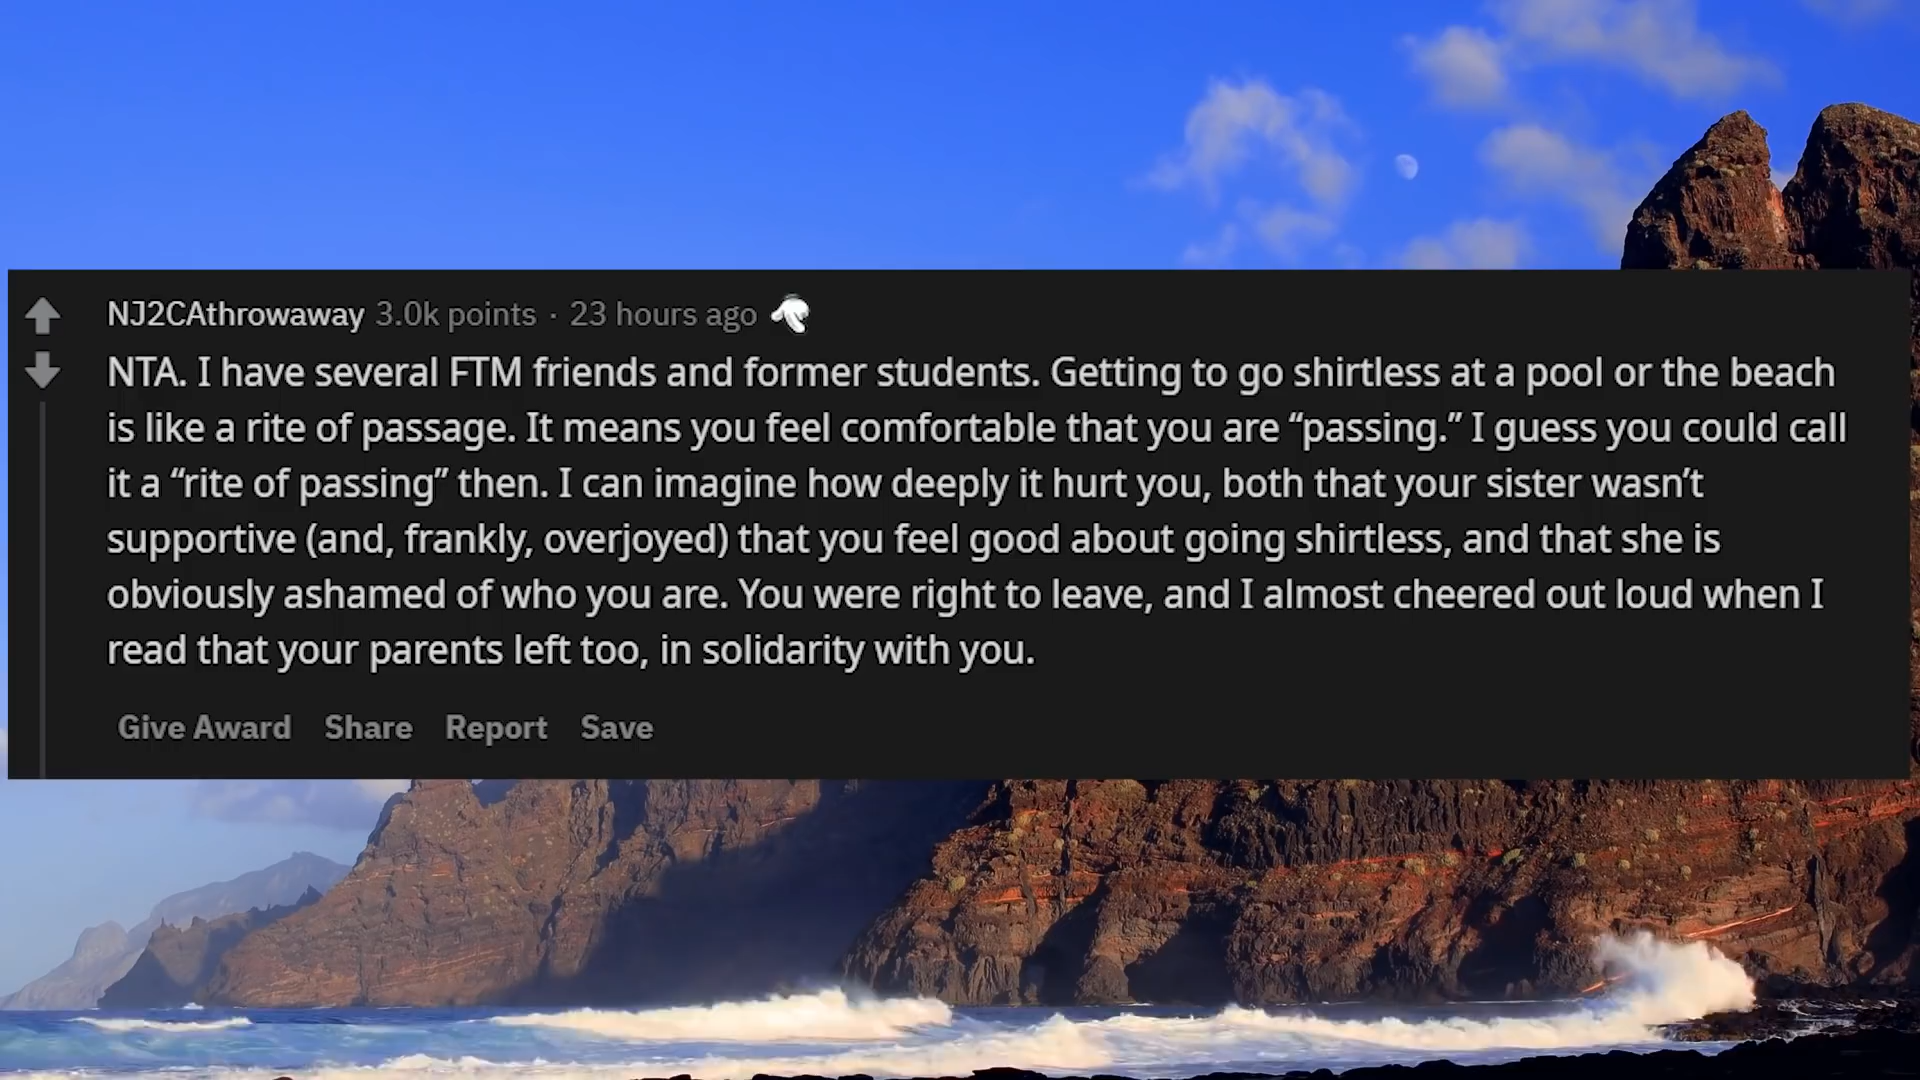 NJ2CAthrowaway 3.0k points · 23 hours ago
NTA. I have several FTM friends and former students. Getting to go shirtless at a pool or the beach
is like a rite of passage. It means you feel comfortable that you are “passing.” I guess you could call
it a “rite of passing” then. I can imagine how deeply it hurt you, both that your sister wasn’t
supportive (and, frankly, overjoyed) that you feel good about going shirtless, and that she is
obviously ashamed of who you are. You were right to leave, and I almost cheered out loud when I
read that your parents left too, in solidarity with you.
Give Award Share Report Save